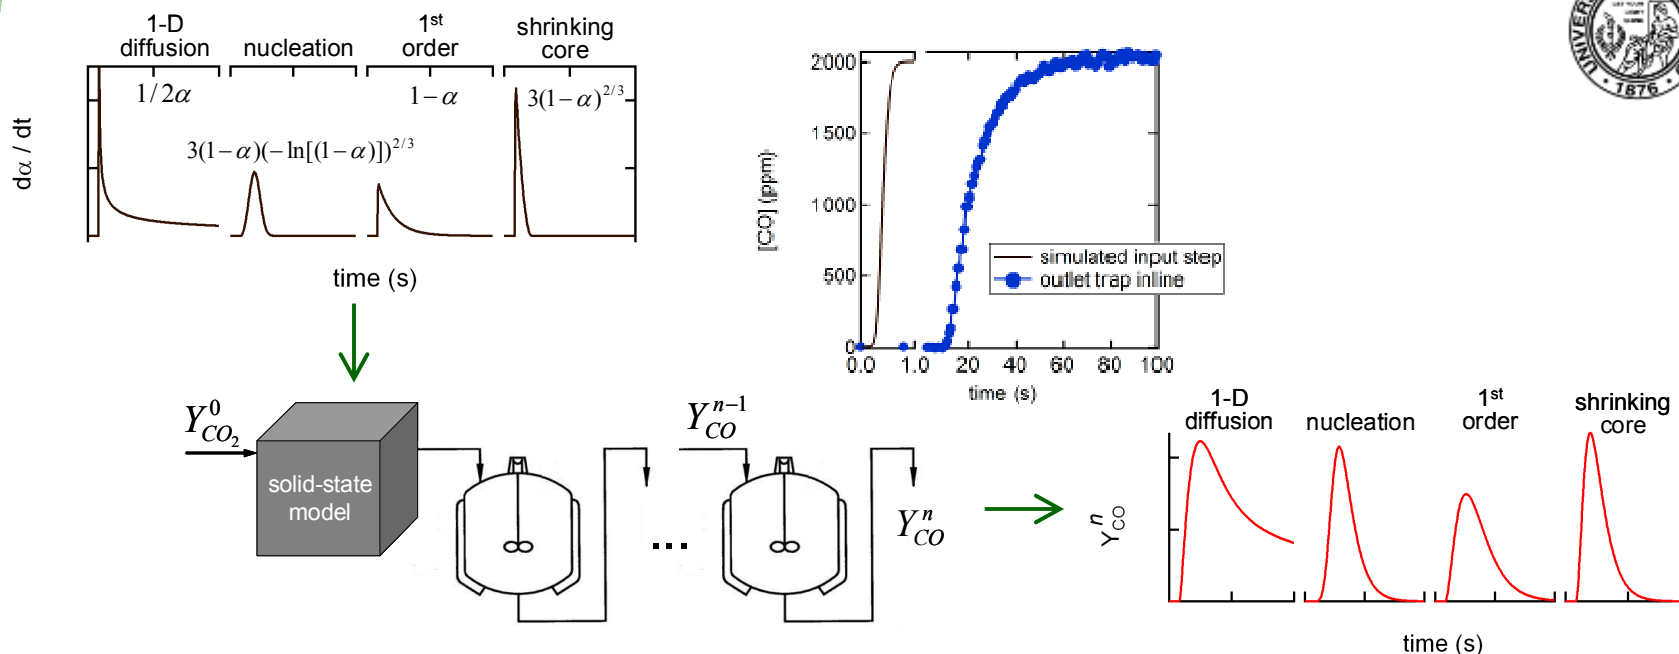 1-D
diffusion
nucleation
1st
order
shrinking
core
1/2α
3(1−α)(−ln[(1−α)])^2/3
1−α
3(1−α)^2/3
dα / dt
time (s)
2000
1500
1000
500
0
[CO] (ppm)
simulated input step
outlet trap inline
0.0 1.0 20 40 60 80 100
time (s)
1876
Y^0_CO2
solid-state
model
Y^n−1_CO
...
Y^n_CO
Y^n_CO
1-D
diffusion
nucleation
1st
order
shrinking
core
time (s)